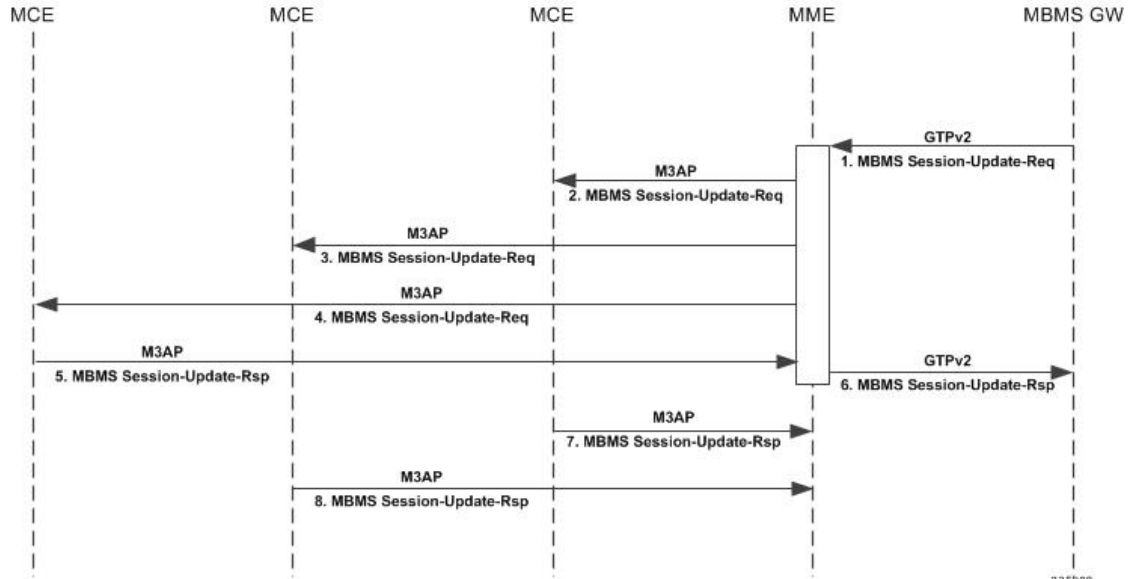 MCE MCE MCE MME MBMS GW
GTPv2
1. MBMS Session-Update-Req
M3AP
2. MBMS Session-Update-Req
M3AP
3. MBMS Session-Update-Req
M3AP
4. MBMS Session-Update-Req
M3AP
5. MBMS Session-Update-Rsp
GTPv2
6. MBMS Session-Update-Rsp
M3AP
7. MBMS Session-Update-Rsp
M3AP
8. MBMS Session-Update-Rsp